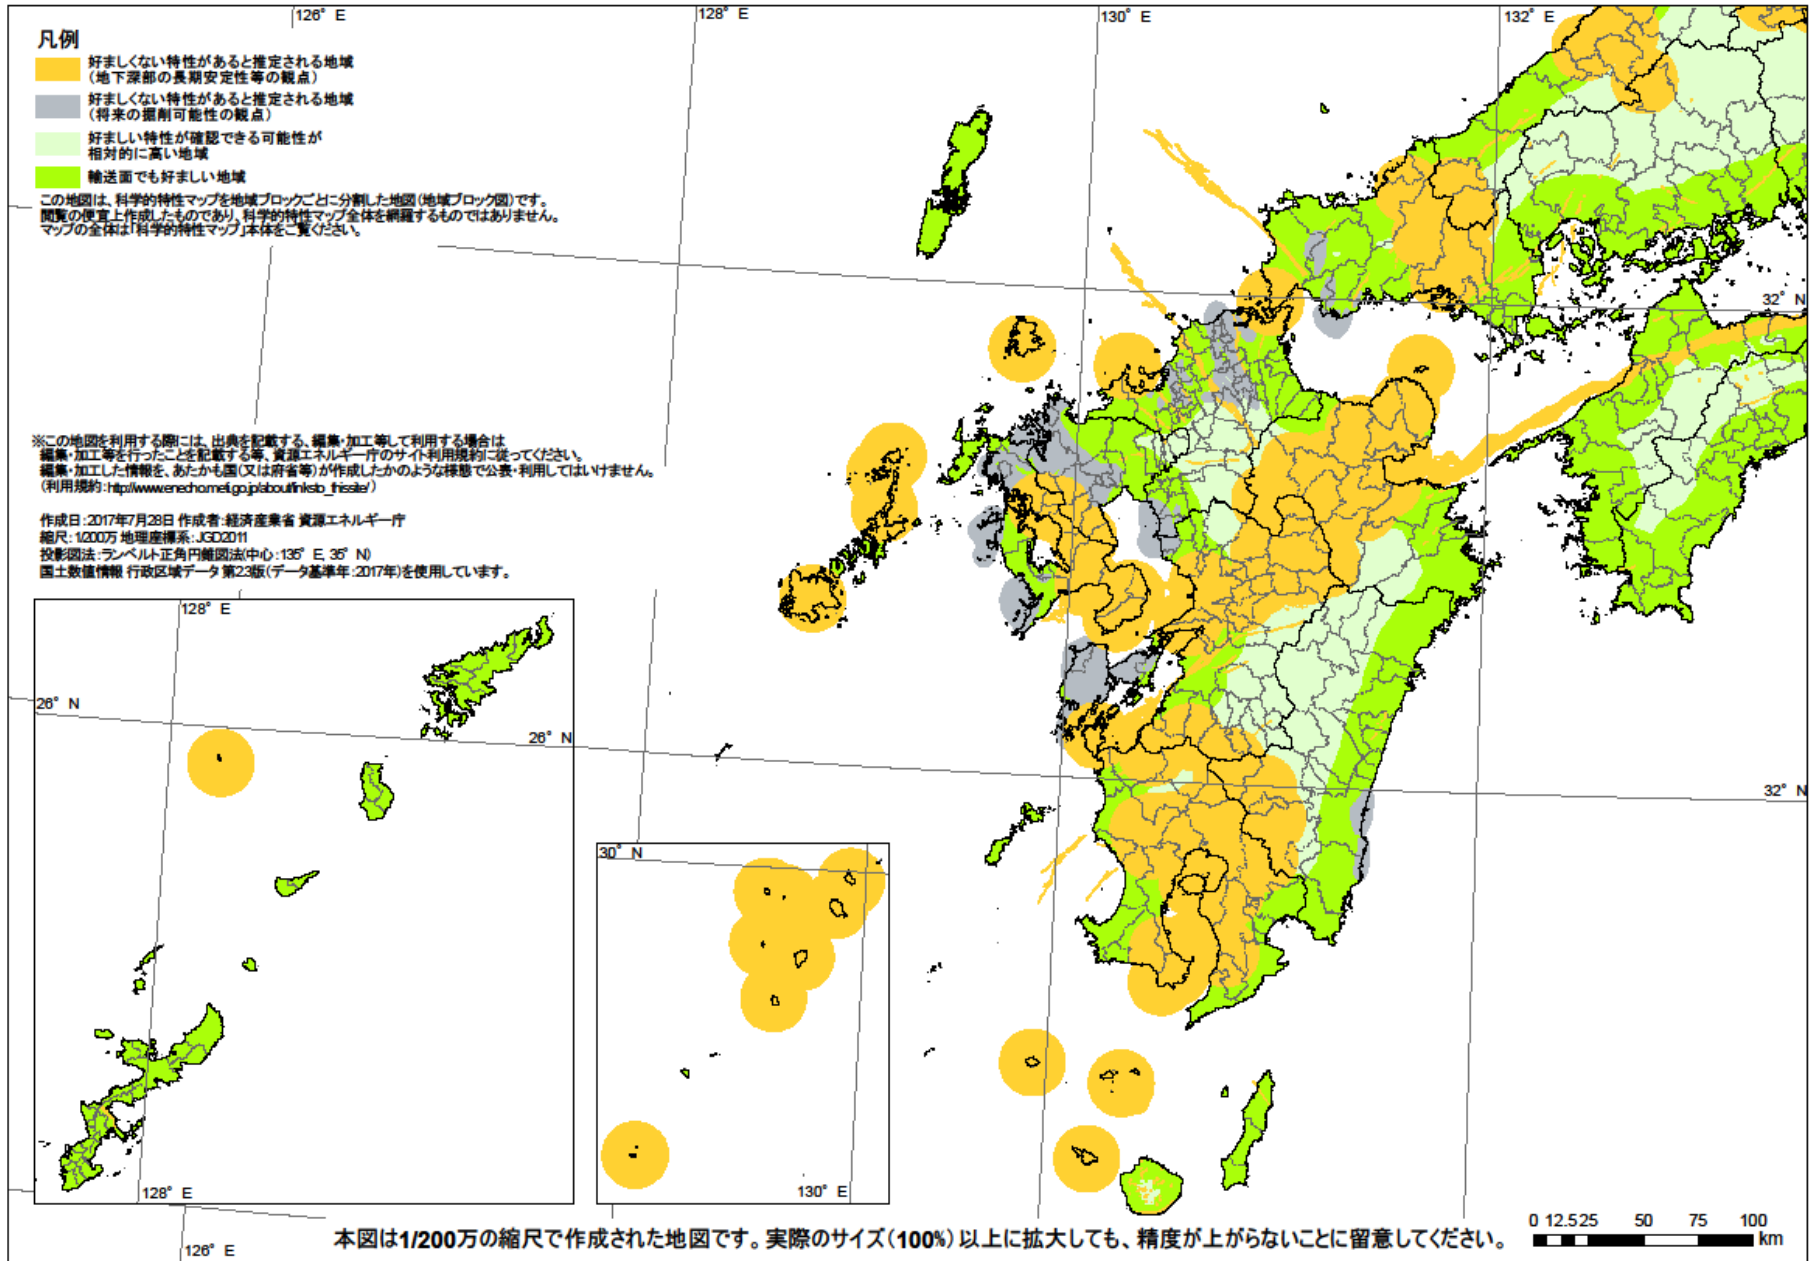 126° E
128° E
130° E
132° E
凡例
好ましくない特性があると推定される地域
(地下深部の長期安定性等の観点)
好ましくない特性があると推定される地域
(将来の掘削可能性の観点)
好ましい特性が確認できる可能性が
相対的に高い地域
輸送面でも好ましい地域
この地図は、科学的特性マップを地域ブロックごとに分割した地図(地域ブロック図)です。
閲覧の便宜上作成したものであり、科学的特性マップ全体を網羅するものではありません。
マップの全体は「科学的特性マップ」本体をご覧ください。
32° N
※この地図を利用する際には、出典を記載する、編集・加工等して利用する場合は
編集・加工等を行ったことを記載する等、資源エネルギー庁のサイト利用規約に従ってください。
編集・加工した情報を、あたかも国(又は府省等)が作成したかのような様態で公表・利用してはいけません。
(利用規約:http://www.enecho.meti.go.jp/about/linksto_thissite/)
作成日:2017年7月28日 作成者:経済産業省 資源エネルギー庁
縮尺:1/200万 地理座標系:JGD2011
投影図法:ランベルト正角円錐図法(中心:135° E, 35° N)
国土数値情報 行政区域データ 第2.3版(データ基準年:2017年)を使用しています。
128° E
26° N
26° N
32° N
30° N
130° E
128° E
126° E
本図は1/200万の縮尺で作成された地図です。実際のサイズ(100%)以上に拡大しても、精度が上がらないことに留意してください。
0 12.525 50 75 100
km